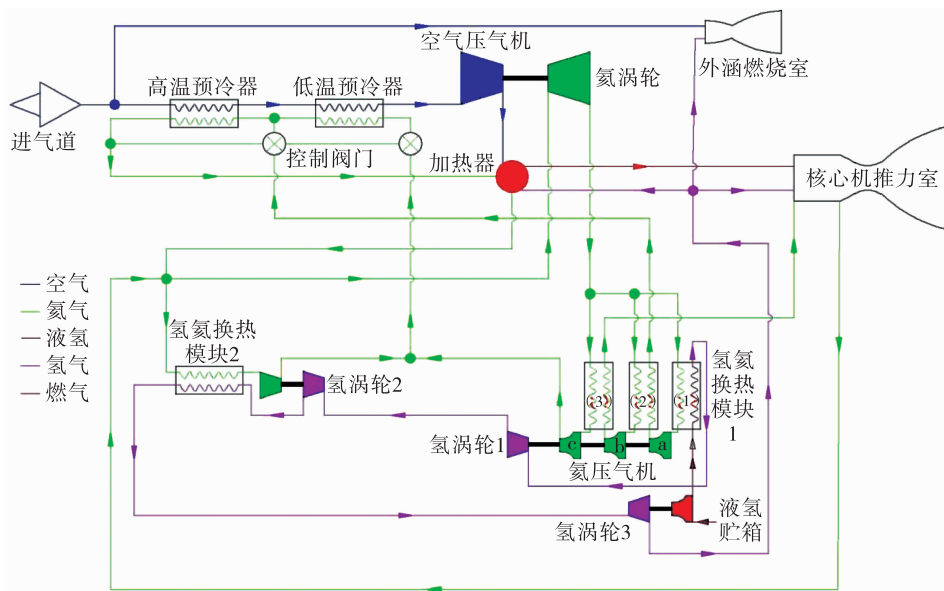 空气压气机
外涵燃烧室
高温预冷器
低温预冷器
氦涡轮
进气道
控制阀门
加热器
核心机推力室
空气
氦气
液氢
氢气
燃气
氢氦换热
模块2
氢涡轮2
3
2
1
氢氦
换热
模块
1
氢涡轮1
c
b
a
氦压气机
氢涡轮3
液氢
贮箱